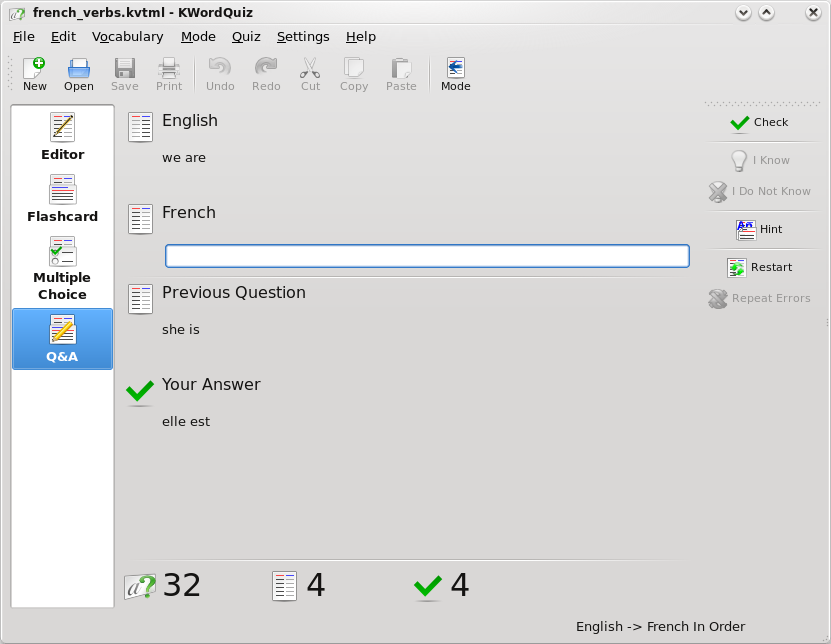 french_verbs.kvtml - KWordQuiz
File Edit Vocabulary Mode Quiz Settings Help
New Open Save Print Undo Redo Cut Copy Paste Mode
Editor
Flashcard
Multiple
Choice
Q&A
English
we are
French
Previous Question
she is
Your Answer
elle est
Check
I Know
I Do Not Know
Hint
Restart
Repeat Errors
a? 32 4 4
English -> French In Order